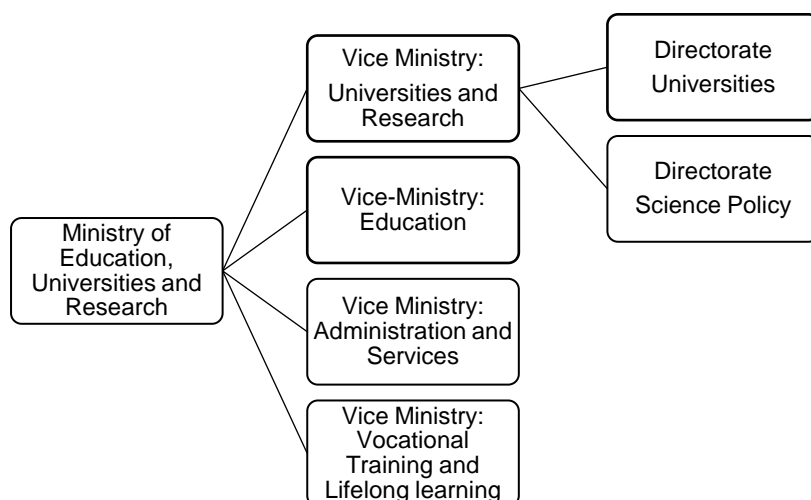 Ministry of
Education,
Universities and
Research
Vice Ministry:
Universities and
Research
Vice-Ministry:
Education
Vice Ministry:
Administration and
Services
Vice Ministry:
Vocational
Training and
Lifelong learning
Directorate
Universities
Directorate
Science Policy